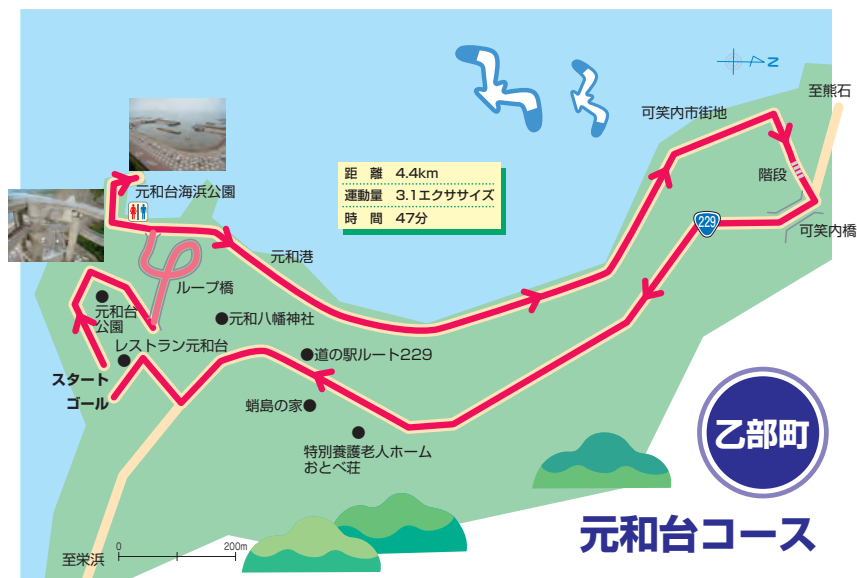 N
至熊石
可笑内市街地
階段
距　離　4.4km
運動量　3.1エクササイズ
時　間　47分
元和台海浜公園
229
可笑内橋
元和港
ループ橋
元和台
公園
元和八幡神社
レストラン元和台
道の駅ルート229
スタート
ゴール
蛸島の家
特別養護老人ホーム
おとべ荘
乙部町
元和台コース
至栄浜
0
200m